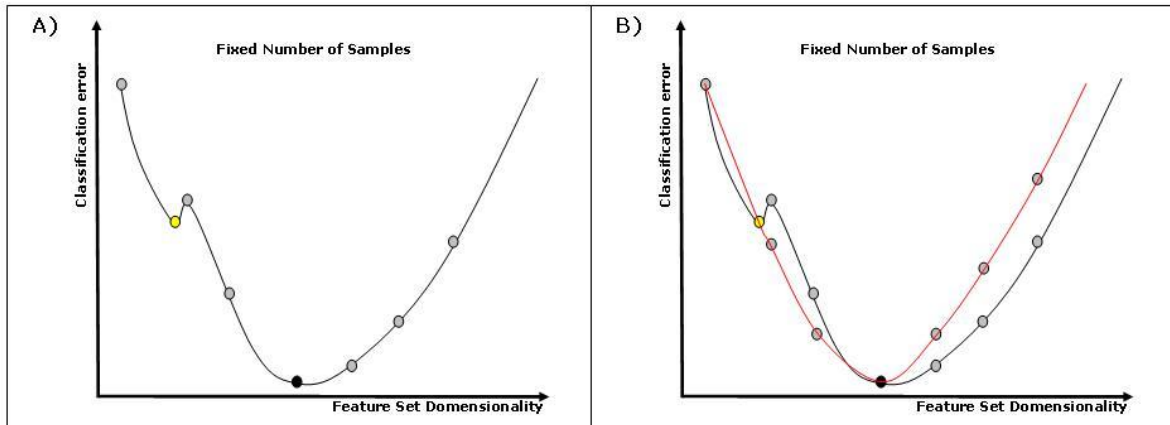 A)
Fixed Number of Samples
Classification error
Feature Set Domensionality
B)
Fixed Number of Samples
Classification error
Feature Set Domensionality